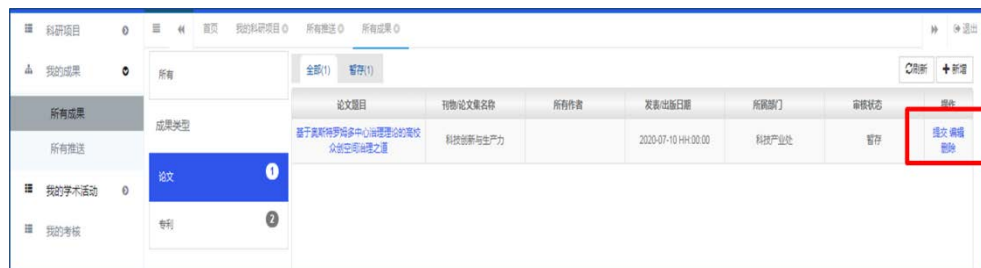 科研项目
首页 我的科研项目 所有推送 所有成果 退出
我的成果
所有成果
所有推送
我的学术活动
我的考核
所有
成果类型
论文 1
专利 2
全部(1) 暂存(1) 刷新 新增
论文题目 刊物/论文集名称 所有作者 发表/出版日期 所属部门 审核状态 操作
基于奥斯特罗姆多中心治理理论的高校
众创空间治理之道
科技创新与生产力 2020-07-10 HH:00:00 科技产业处 暂存
提交 编辑
删除